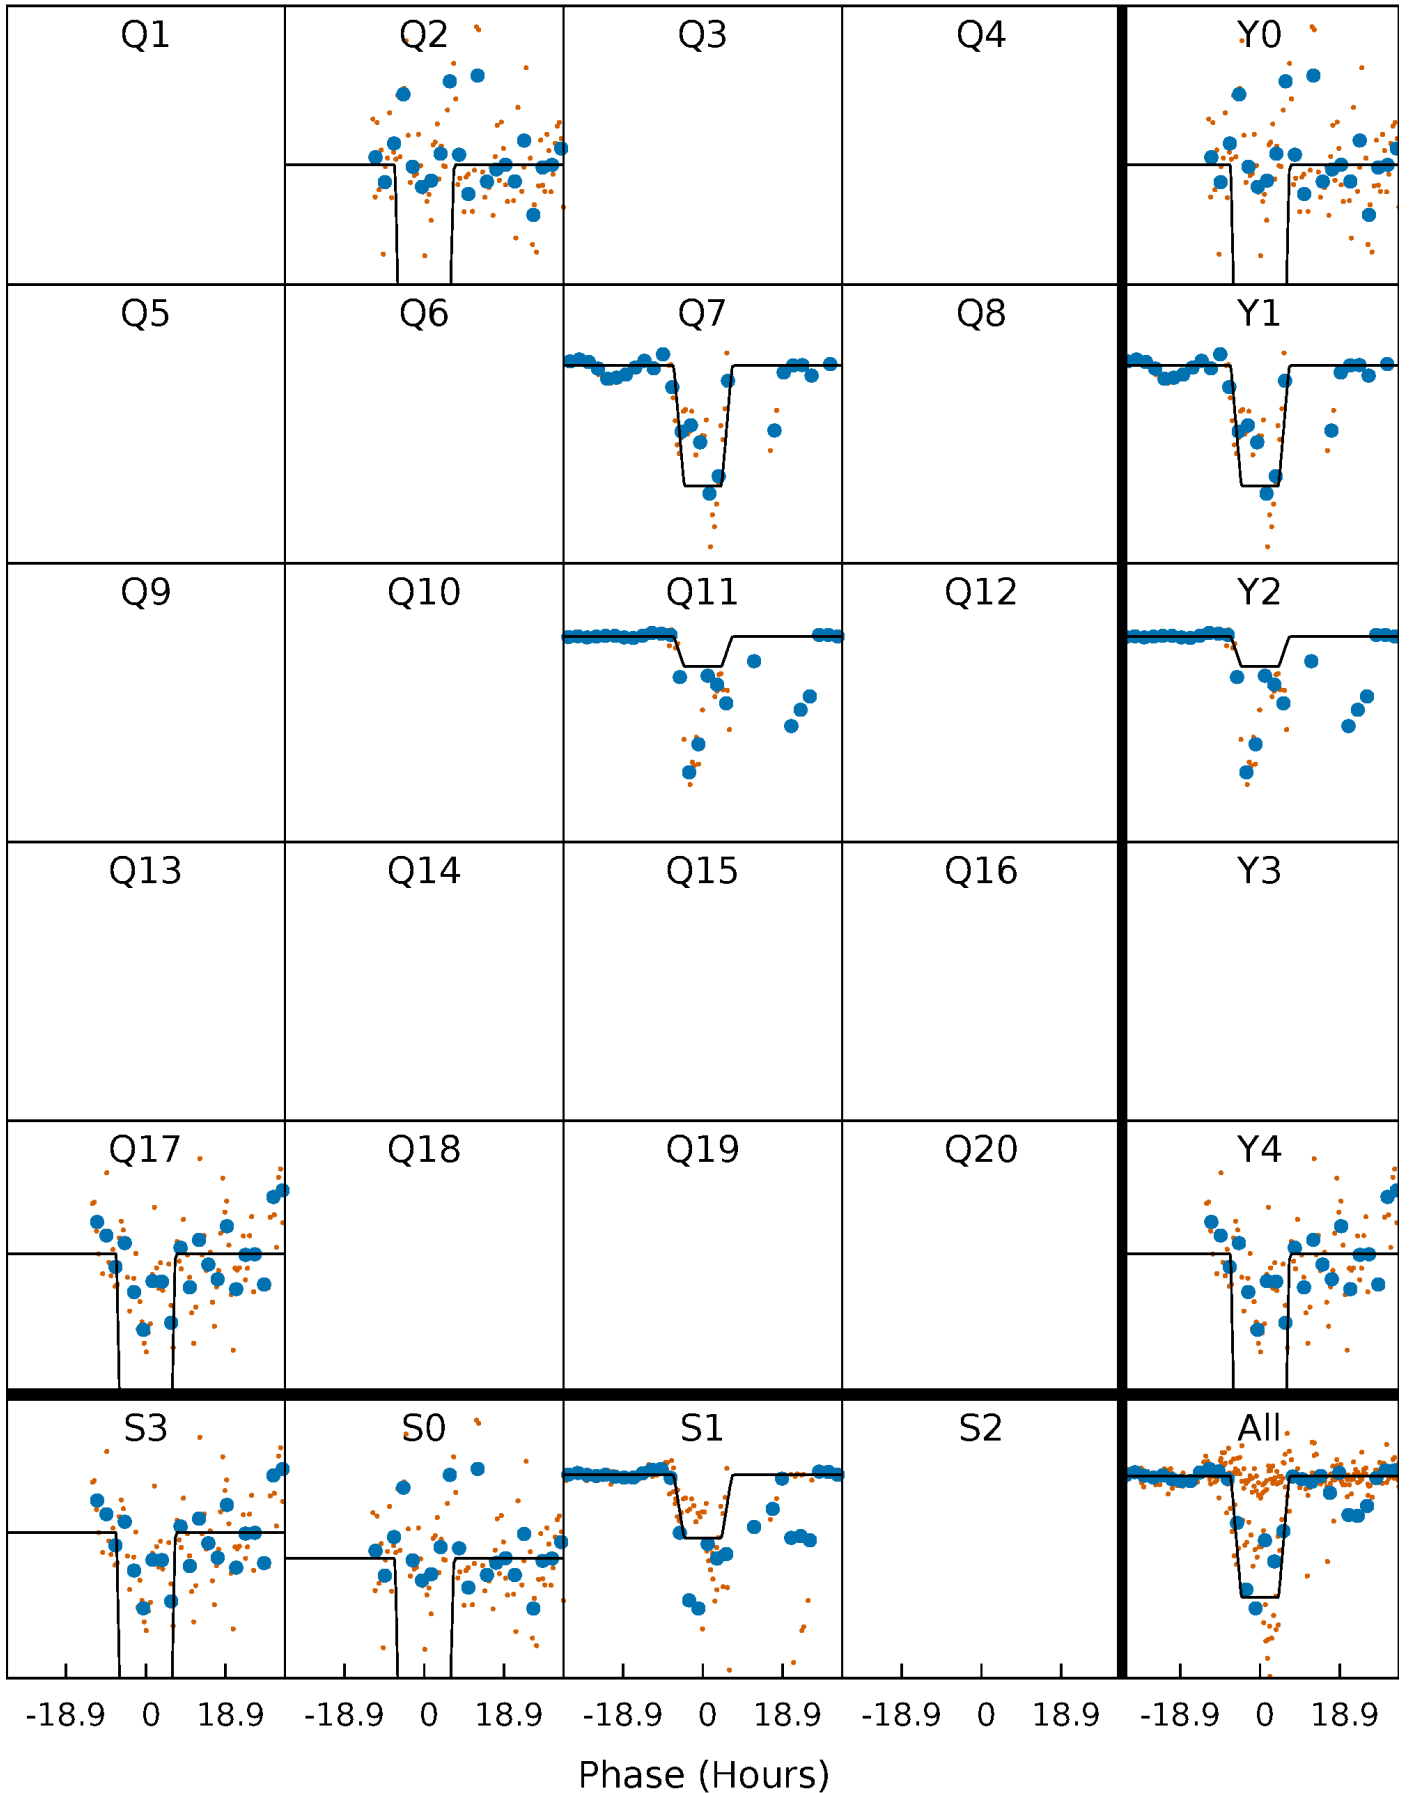 Q1 Q2 Q3 Q4 Y0
Q5 Q6 Q7 Q8 Y1
Q9 Q10 Q11 Q12 Y2
Q13 Q14 Q15 Q16 Y3
Q17 Q18 Q19 Q20 Y4
S3 S0 S1 S2 All
-18.9 0 18.9 -18.9 0 18.9 -18.9 0 18.9 -18.9 0 18.9 -18.9 0 18.9
Phase (Hours)